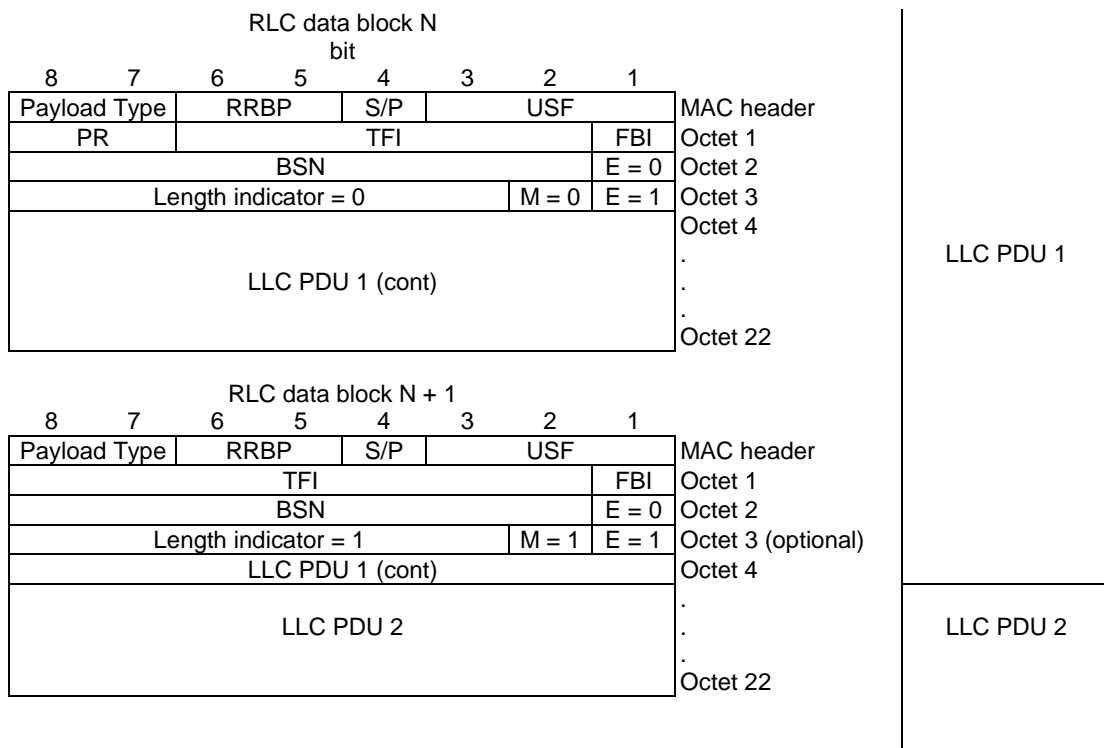 RLC data block N
bit
8 7 6 5 4 3 2 1
Payload Type RRBP S/P USF MAC header
PR TFI FBI Octet 1
BSN E = 0 Octet 2
Length indicator = 0 M = 0 E = 1 Octet 3
Octet 4
.
LLC PDU 1 (cont) .
.
Octet 22
LLC PDU 1
RLC data block N + 1
8 7 6 5 4 3 2 1
Payload Type RRBP S/P USF MAC header
TFI FBI Octet 1
BSN E = 0 Octet 2
Length indicator = 1 M = 1 E = 1 Octet 3 (optional)
LLC PDU 1 (cont) Octet 4
.
LLC PDU 2 .
.
Octet 22
LLC PDU 2